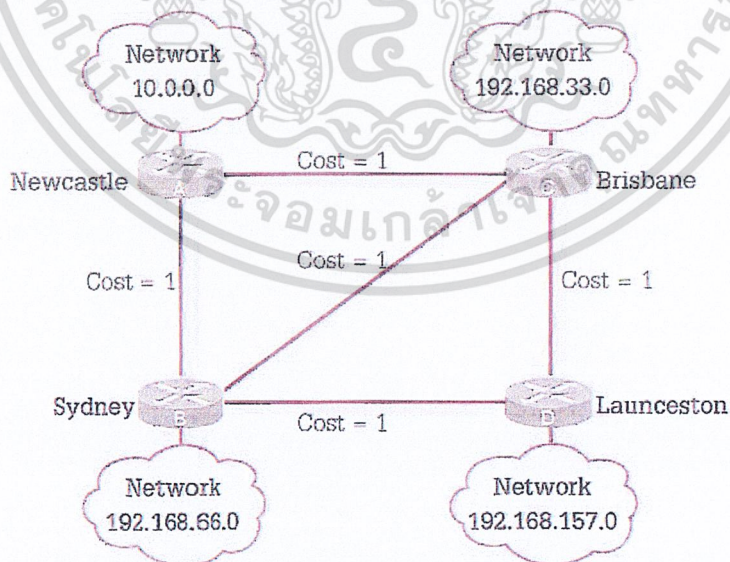 Network
10.0.0.0
Network
192.168.33.0
Newcastle
A
Cost = 1
Brisbane
Cost = 1
Cost = 1
Cost = 1
Sydney
B
Cost = 1
D
Launceston
Network
192.168.66.0
Network
192.168.157.0